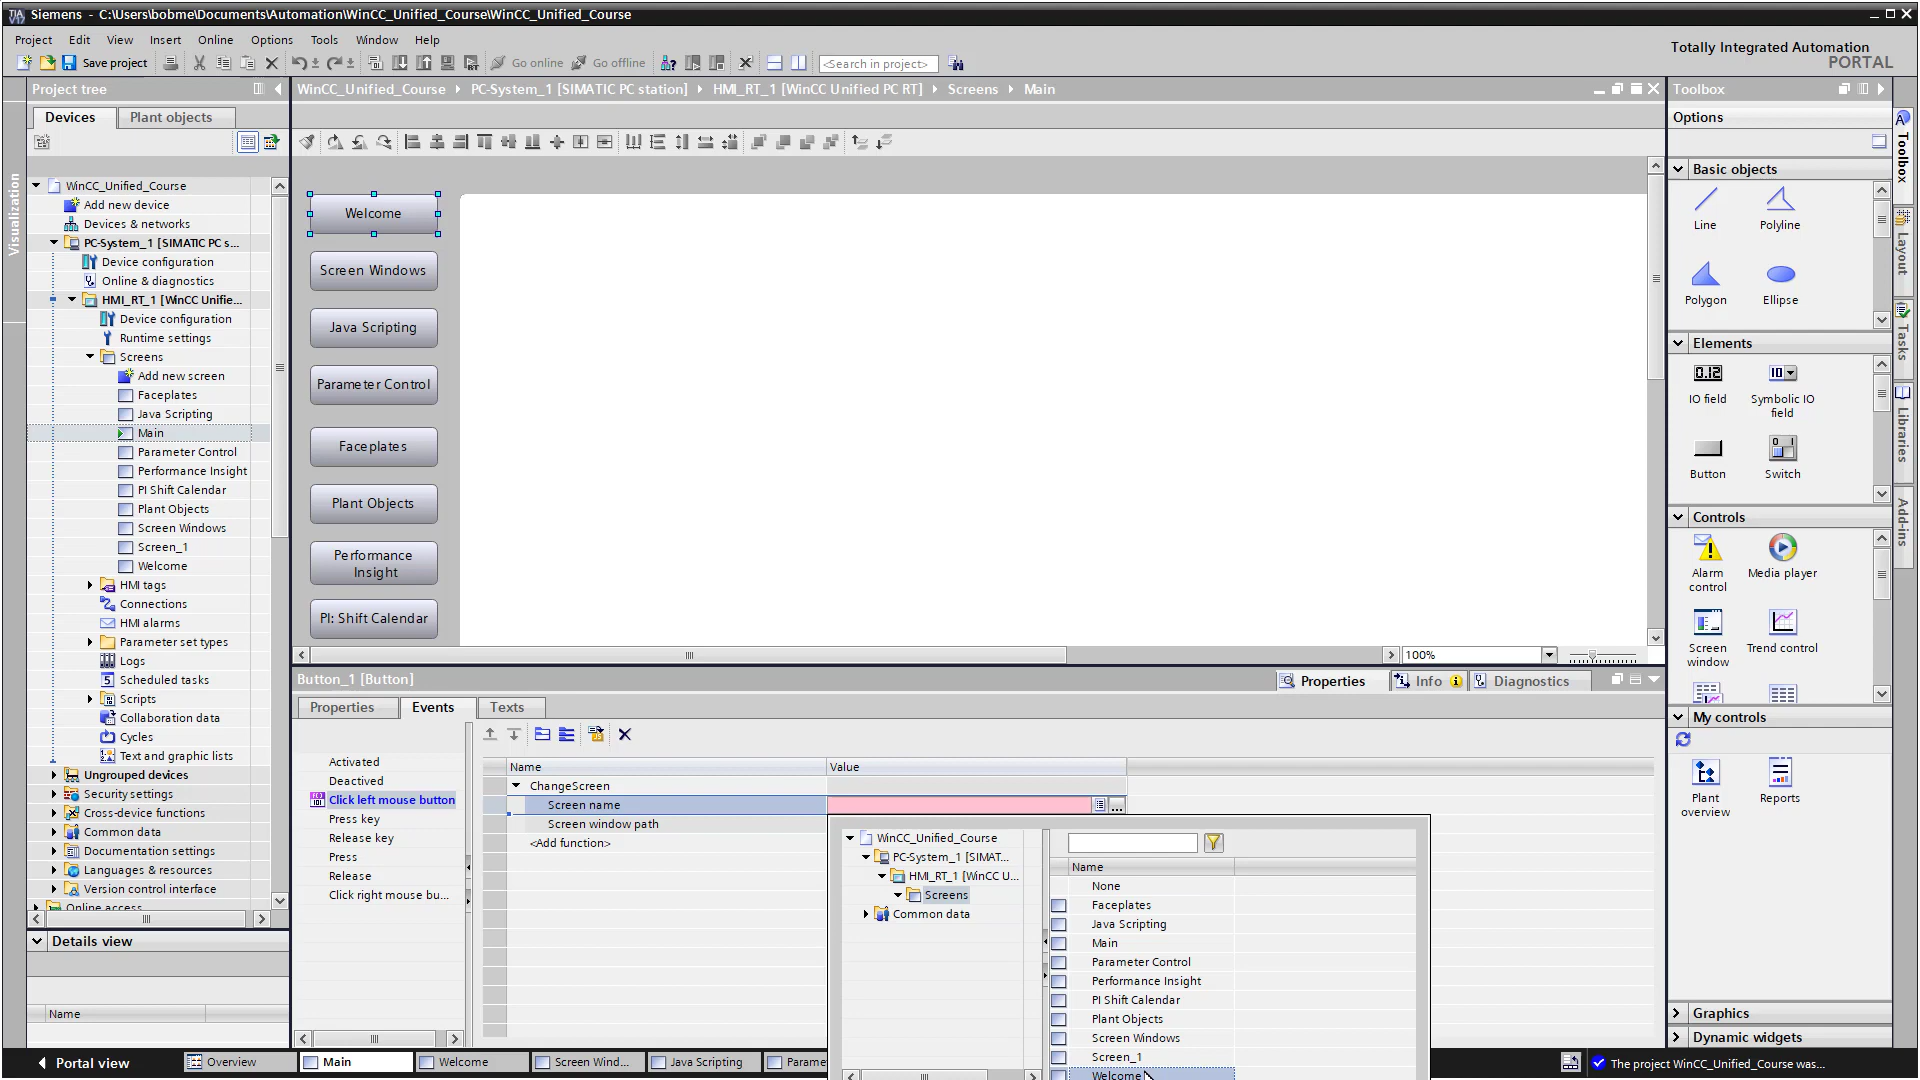 Siemens - C:\Users\bobme\Documents\Automation\WinCC_Unified_Course\WinCC_Unified_Course
Project Edit View Insert Online Options Tools Window Help
Totally Integrated Automation
PORTAL
Save project
Go online
Go offline
<Search in project>
Project tree
WinCC_Unified_Course
PC-System_1 [SIMATIC PC station]
HMI_RT_1 [WinCC Unified PC RT]
Screens
Main
Toolbox
Devices
Plant objects
Options
Visualization
WinCC_Unified_Course
Add new device
Devices & networks
PC-System_1 [SIMATIC PC s...
Device configuration
Online & diagnostics
HMI_RT_1 [WinCC Unifie...
Device configuration
Runtime settings
Screens
Add new screen
Faceplates
Java Scripting
Main
Parameter Control
Performance Insight
PI Shift Calendar
Plant Objects
Screen Windows
Screen_1
Welcome
HMI tags
Connections
HMI alarms
Parameter set types
Logs
Scheduled tasks
Scripts
Collaboration data
Cycles
Text and graphic lists
Ungrouped devices
Security settings
Cross-device functions
Common data
Documentation settings
Languages & resources
Version control interface
Online access
Details view
Name
Welcome
Screen Windows
Java Scripting
Parameter Control
Faceplates
Plant Objects
Performance
Insight
PI: Shift Calendar
100%
Button_1 [Button]
Properties
Info
Diagnostics
Properties
Events
Texts
Activated
Deactived
Click left mouse button
Press key
Release key
Press
Release
Click right mouse bu...
Name
Value
ChangeScreen
Screen name
Screen window path
<Add function>
WinCC_Unified_Course
PC-System_1 [SIMAT...
HMI_RT_1 [WinCC U...
Screens
Common data
Name
None
Faceplates
Java Scripting
Main
Parameter Control
Performance Insight
PI Shift Calendar
Plant Objects
Screen Windows
Screen_1
Welcome
Basic objects
Line
Polyline
Polygon
Ellipse
Elements
IO field
Symbolic IO
field
Button
Switch
Controls
Alarm
control
Media player
Screen
window
Trend control
My controls
Plant
overview
Reports
Graphics
Dynamic widgets
Toolbox
Layout
Tasks
Libraries
Add-ins
Portal view
Overview
Main
Welcome
Screen Wind...
Java Scripting
Parame
The project WinCC_Unified_Course was...